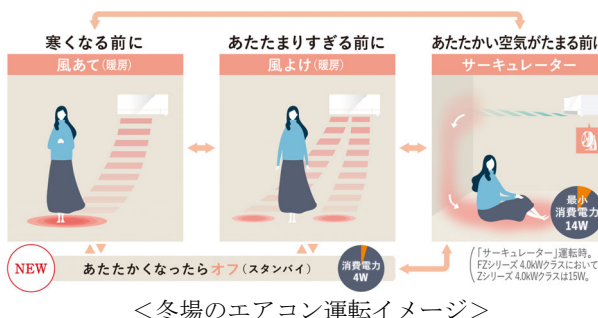 寒くなる前に
風あて(暖房)
あたたまりすぎる前に
風よけ(暖房)
あたたかい空気がたまる前に
サーキュレーター
最小
消費電力
14W
NEW
あたたかくなったらオフ(スタンバイ)
消費電力
4W
「サーキュレーター」運転時。
FZシリーズ 4.0kWクラスにおいて
Zシリーズ 4.0kWクラスは15W。
<冬場のエアコン運転イメージ>